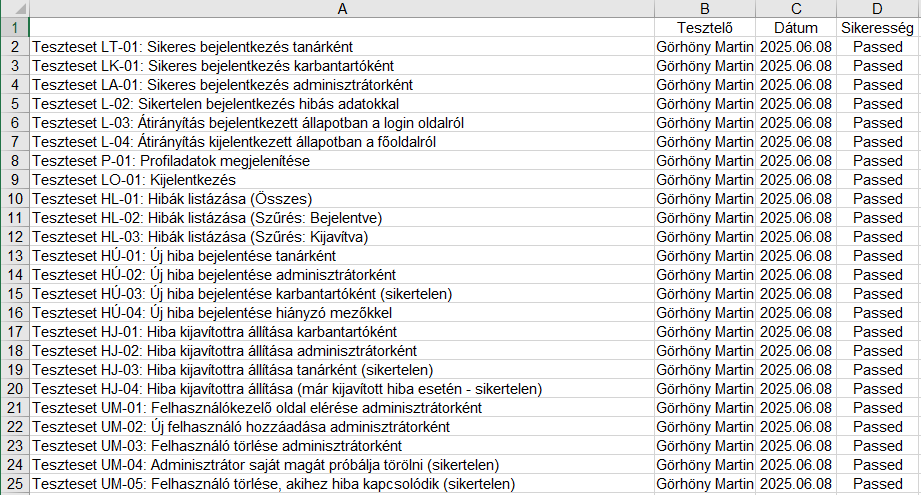 A B C D
1 Tesztelő Dátum Sikeresség
2 Teszteset LT-01: Sikeres bejelentkezés tanárként Görhöny Martin 2025.06.08 Passed
3 Teszteset LK-01: Sikeres bejelentkezés karbantartóként Görhöny Martin 2025.06.08 Passed
4 Teszteset LA-01: Sikeres bejelentkezés adminisztrátorként Görhöny Martin 2025.06.08 Passed
5 Teszteset L-02: Sikertelen bejelentkezés hibás adatokkal Görhöny Martin 2025.06.08 Passed
6 Teszteset L-03: Átirányítás bejelentkezett állapotban a login oldalról Görhöny Martin 2025.06.08 Passed
7 Teszteset L-04: Átirányítás kijelentkezett állapotban a főoldalról Görhöny Martin 2025.06.08 Passed
8 Teszteset P-01: Profiladatok megjelenítése Görhöny Martin 2025.06.08 Passed
9 Teszteset LO-01: Kijelentkezés Görhöny Martin 2025.06.08 Passed
10 Teszteset HL-01: Hibák listázása (Összes) Görhöny Martin 2025.06.08 Passed
11 Teszteset HL-02: Hibák listázása (Szűrés: Bejelentve) Görhöny Martin 2025.06.08 Passed
12 Teszteset HL-03: Hibák listázása (Szűrés: Kijavítva) Görhöny Martin 2025.06.08 Passed
13 Teszteset HÚ-01: Új hiba bejelentése tanárként Görhöny Martin 2025.06.08 Passed
14 Teszteset HÚ-02: Új hiba bejelentése adminisztrátorként Görhöny Martin 2025.06.08 Passed
15 Teszteset HÚ-03: Új hiba bejelentése karbantartóként (sikertelen) Görhöny Martin 2025.06.08 Passed
16 Teszteset HÚ-04: Új hiba bejelentése hiányzó mezőkkel Görhöny Martin 2025.06.08 Passed
17 Teszteset HJ-01: Hiba kijavítottra állítása karbantartóként Görhöny Martin 2025.06.08 Passed
18 Teszteset HJ-02: Hiba kijavítottra állítása adminisztrátorként Görhöny Martin 2025.06.08 Passed
19 Teszteset HJ-03: Hiba kijavítottra állítása tanárként (sikertelen) Görhöny Martin 2025.06.08 Passed
20 Teszteset HJ-04: Hiba kijavítottra állítása (már kijavított hiba esetén - sikertelen) Görhöny Martin 2025.06.08 Passed
21 Teszteset UM-01: Felhasználókezelő oldal elérése adminisztrátorként Görhöny Martin 2025.06.08 Passed
22 Teszteset UM-02: Új felhasználó hozzáadása adminisztrátorként Görhöny Martin 2025.06.08 Passed
23 Teszteset UM-03: Felhasználó törlése adminisztrátorként Görhöny Martin 2025.06.08 Passed
24 Teszteset UM-04: Adminisztrátor saját magát próbálja törölni (sikertelen) Görhöny Martin 2025.06.08 Passed
25 Teszteset UM-05: Felhasználó törlése, akihez hiba kapcsolódik (sikertelen) Görhöny Martin 2025.06.08 Passed